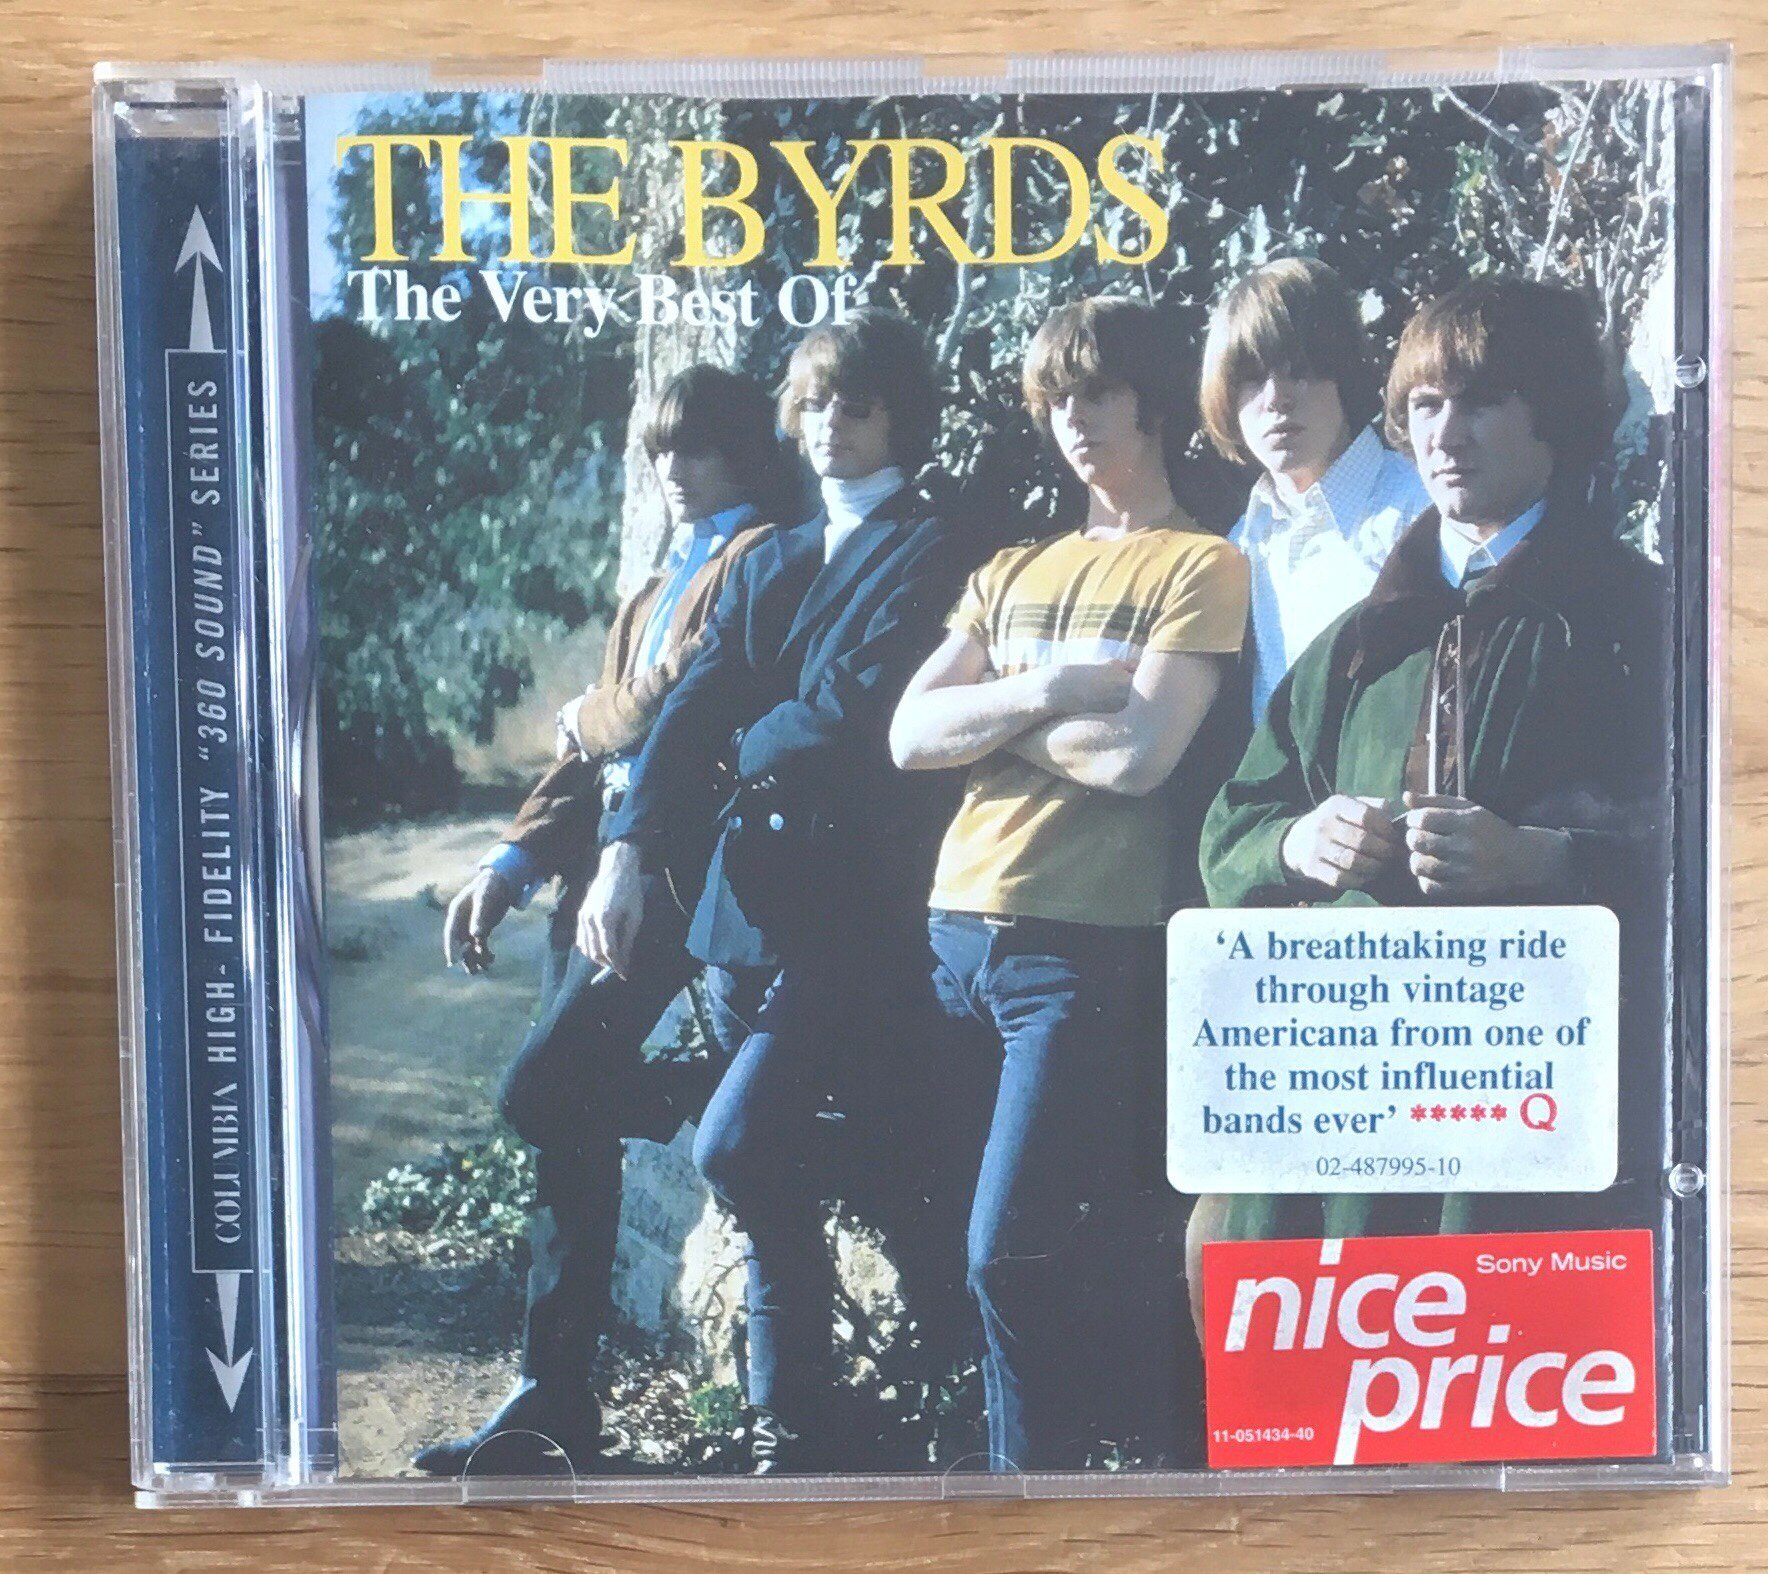 THE BYRDS
The Very Best Of
COLUMBIA HIGH-FIDELITY "360 SOUND" SERIES
‘A breathtaking ride
through vintage
Americana from one of
the most influential
bands ever’ ***** Q
02-487995-10
Sony Music
nice
price
11-051434-40